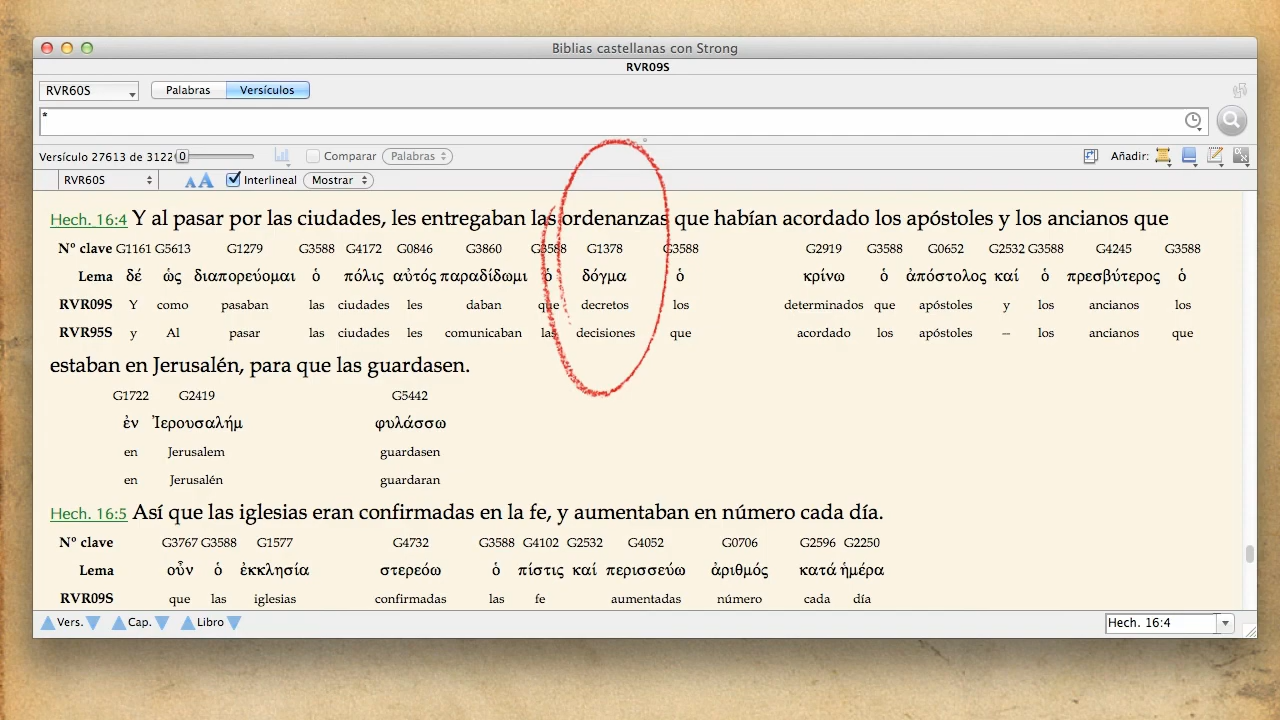 Biblias castellanas con Strong
RVR09S
RVR60S Palabras Versículos
*
Versículo 27613 de 3122 0 Comparar Palabras Añadir:
RVR60S AA Interlineal Mostrar
Hech. 16:4 Y al pasar por las ciudades, les entregaban las ordenanzas que habían acordado los apóstoles y los ancianos que
Nº clave G1161 G5613 G1279 G3588 G4172 G0846 G3860 G3588 G1378 G3588 G2919 G3588 G0652 G2532 G3588 G4245 G3588
Lema δέ ὡς διαπορεύομαι ὁ πόλις αὐτός παραδίδωμι ὁ δόγμα ὁ κρίνω ὁ ἀπόστολος καί ὁ πρεσβύτερος ὁ
RVR09S Y como pasaban las ciudades les daban que decretos los determinados que apóstoles y los ancianos los
RVR95S y Al pasar las ciudades les comunicaban las decisiones que acordado los apóstoles – los ancianos que
estaban en Jerusalén, para que las guardasen.
G1722 G2419 G5442
ἐν Ἰερουσαλήμ φυλάσσω
en Jerusalem guardasen
en Jerusalén guardaran
Hech. 16:5 Así que las iglesias eran confirmadas en la fe, y aumentaban en número cada día.
Nº clave G3767 G3588 G1577 G4732 G3588 G4102 G2532 G4052 G0706 G2596 G2250
Lema οὖν ὁ ἐκκλησία στερεόω ὁ πίστις καί περισσεύω ἀριθμός κατά ἡμέρα
RVR09S que las iglesias confirmadas las fe aumentadas número cada día
Vers. Cap. Libro Hech. 16:4